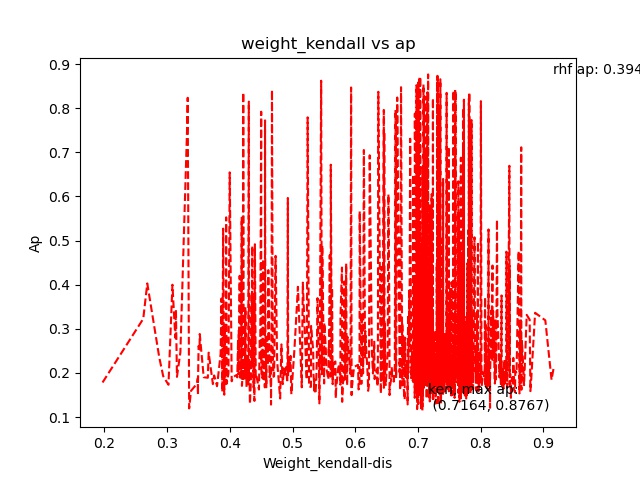 weight_kendall vs ap
rhf ap: 0.394
Ap
0.9
0.8
0.7
0.6
0.5
0.4
0.3
0.2
0.1
ken_max ap:
(0.7164, 0.8767)
0.2 0.3 0.4 0.5 0.6 0.7 0.8 0.9
Weight_kendall-dis